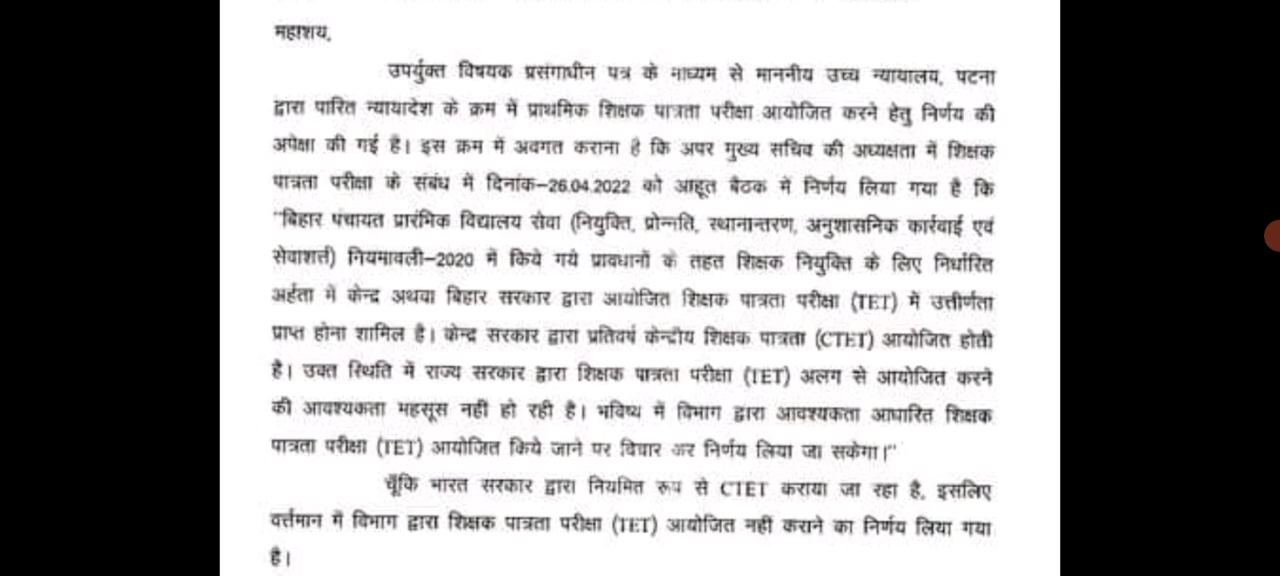 महाशय,
उपर्युक्त विषयक प्रसंगाधीन पत्र के माध्यम से माननीय उच्च न्यायालय, पटना
द्वारा पारित न्यायादेश के क्रम में प्राथमिक शिक्षक पात्रता परीक्षा आयोजित करने हेतु निर्णय की
अपेक्षा की गई है। इस क्रम में अवगत कराना है कि अपर मुख्य सचिव की अध्यक्षता में शिक्षक
पात्रता परीक्षा के संबंध में दिनांक–26.04.2022 को आहूत बैठक में निर्णय लिया गया है कि
"बिहार पंचायत प्रारंभिक विद्यालय सेवा (नियुक्ति, प्रोन्नति, स्थानान्तरण, अनुशासनिक कार्रवाई एवं
सेवाशर्त्त) नियमावली–2020 में किये गये प्रावधानों के तहत शिक्षक नियुक्ति के लिए निर्धारित
अर्हता में केन्द्र अथवा बिहार सरकार द्वारा आयोजित शिक्षक पात्रता परीक्षा (TET) में उत्तीर्णता
प्राप्त होना शामिल है। केन्द्र सरकार द्वारा प्रतिवर्ष केन्द्रीय शिक्षक पात्रता (CTET) आयोजित होती
है। उक्त स्थिति में राज्य सरकार द्वारा शिक्षक पात्रता परीक्षा (TET) अलग से आयोजित करने
की आवश्यकता महसूस नहीं हो रही है। भविष्य में विभाग द्वारा आवश्यकता आधारित शिक्षक
पात्रता परीक्षा (TET) आयोजित किये जाने पर विचार कर निर्णय लिया जा सकेगा।"
चूँकि भारत सरकार द्वारा नियमित रूप से CTET कराया जा रहा है, इसलिए
वर्त्तमान में विभाग द्वारा शिक्षक पात्रता परीक्षा (TET) आयोजित नहीं कराने का निर्णय लिया गया
है।